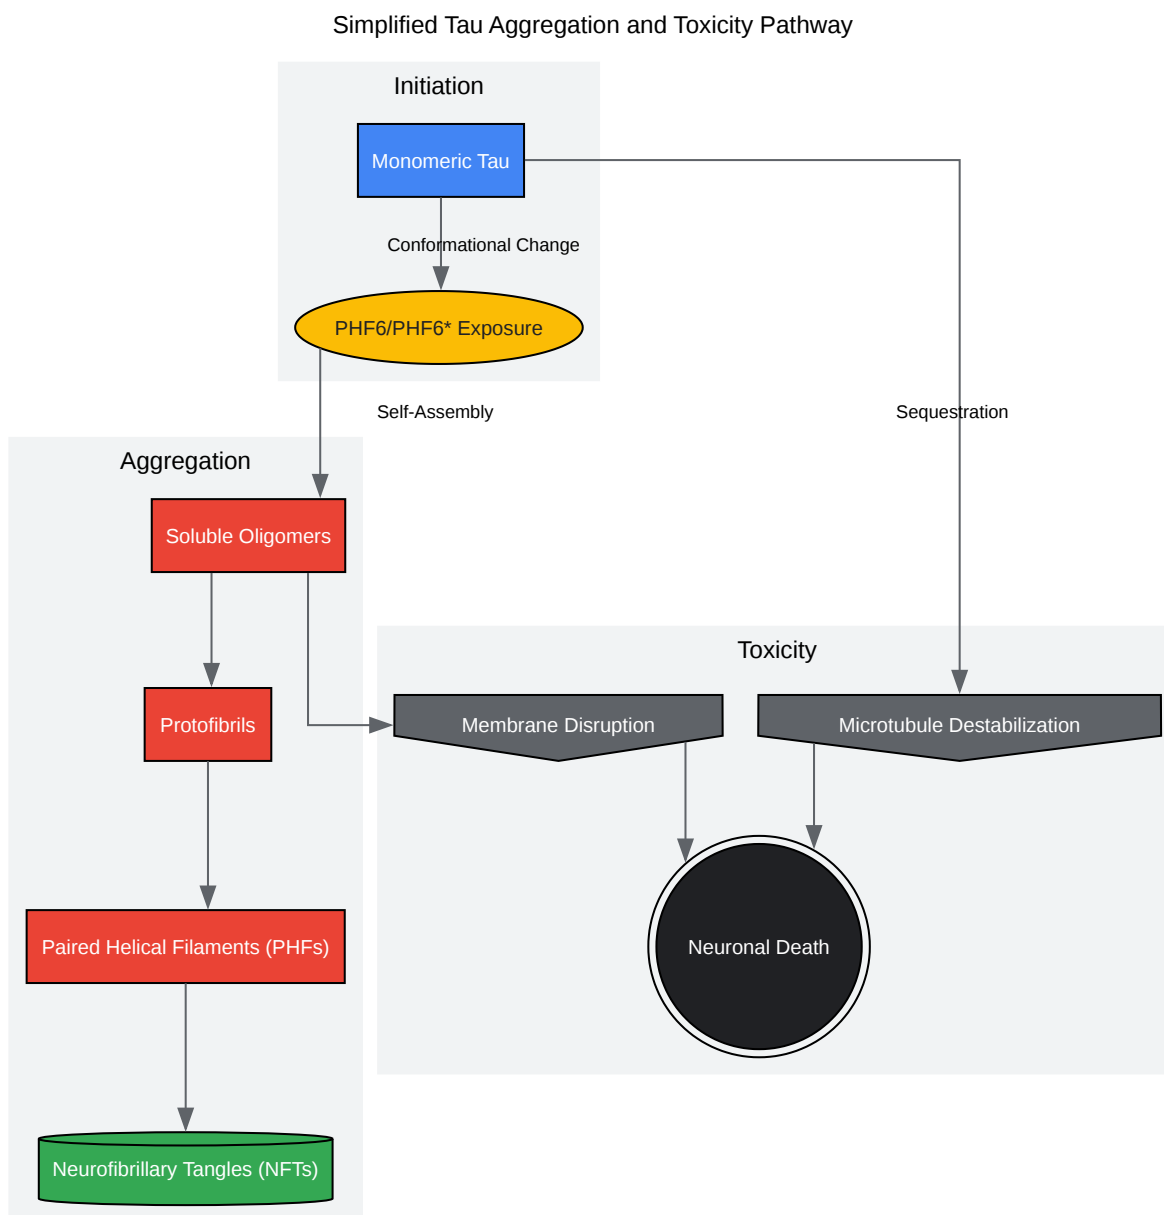 Simplified Tau Aggregation and Toxicity Pathway
Initiation
Monomeric Tau
Conformational Change
PHF6/PHF6* Exposure
Self-Assembly
Sequestration
Aggregation
Soluble Oligomers
Toxicity
Protofibrils
Membrane Disruption
Microtubule Destabilization
Paired Helical Filaments (PHFs)
Neuronal Death
Neurofibrillary Tangles (NFTs)